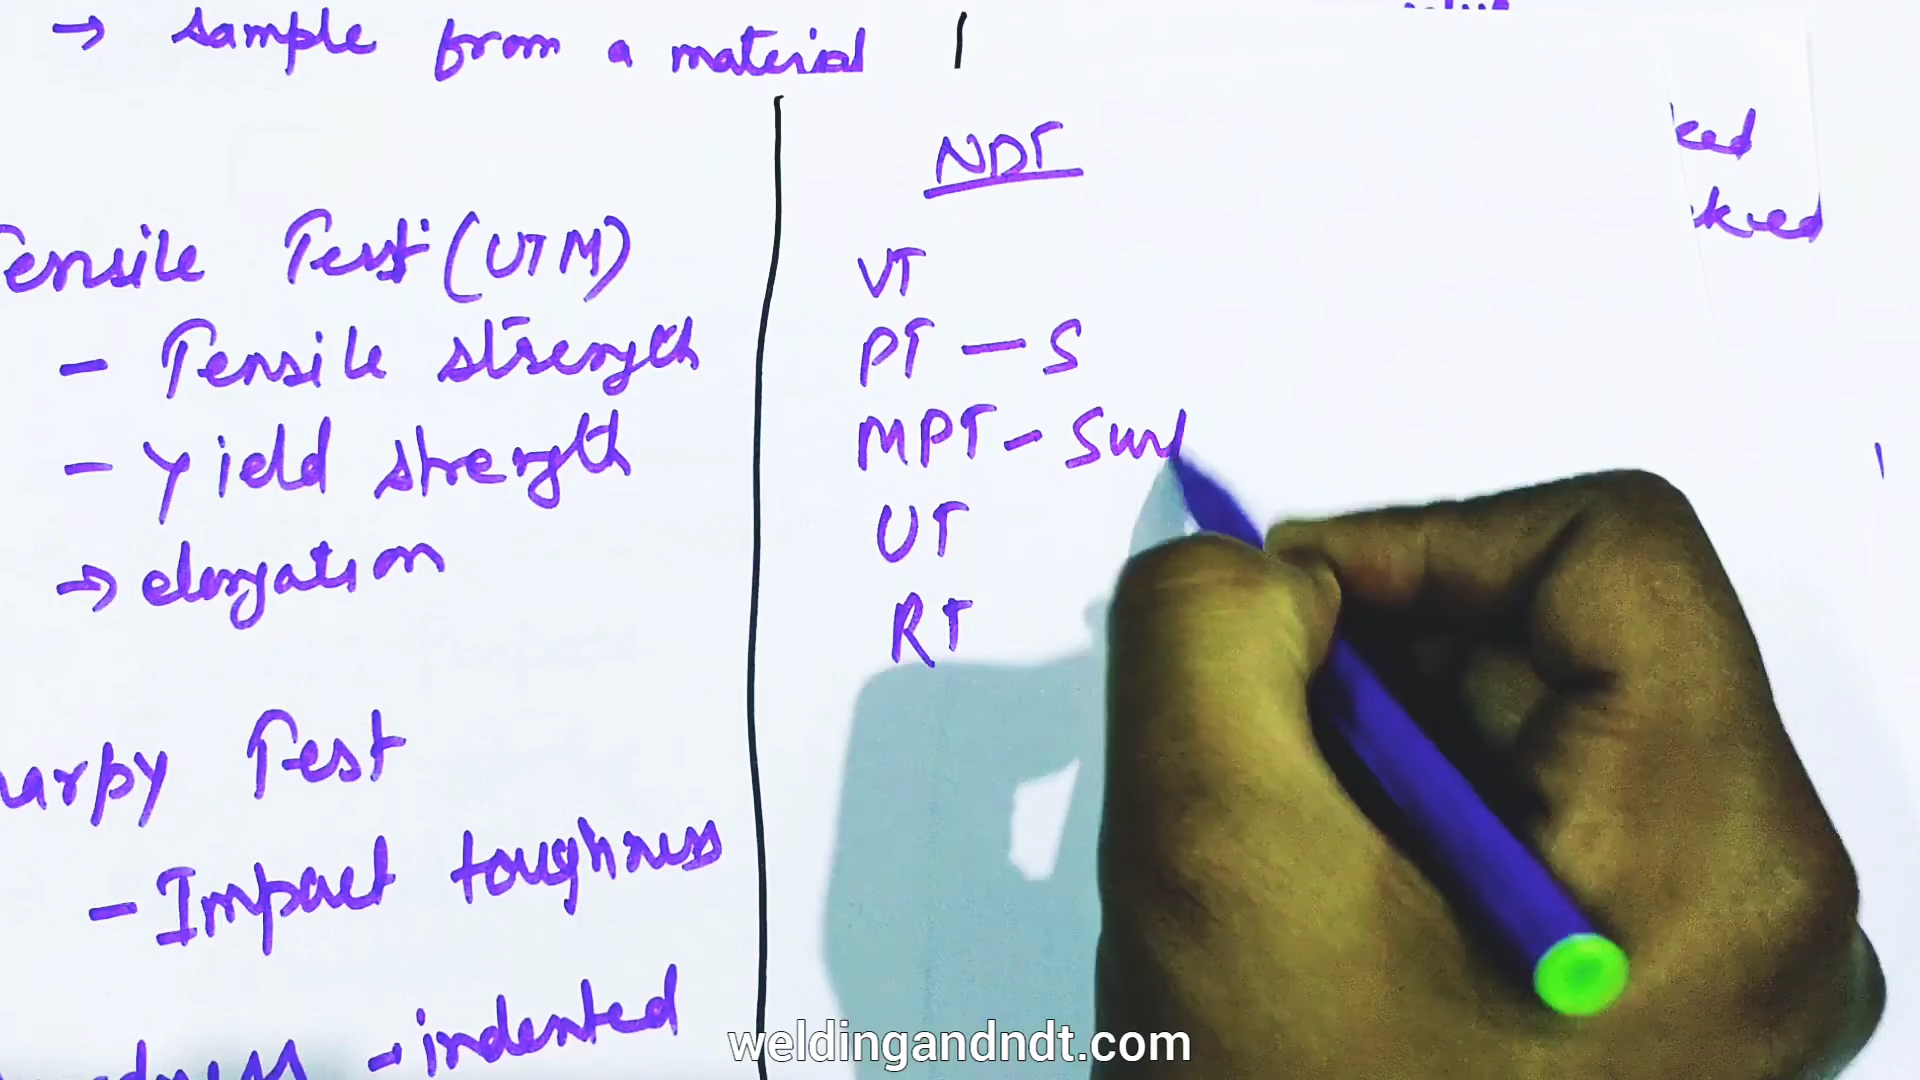 → Sample from a material
Tensile Test (UTM)
- Tensile strength
- Yield strength
→ elongation
Test
- Impact toughness
- indented
NDT
VT
PT - S
MPT - Surf
UT
RT
ked
ked
weldingandndt.com